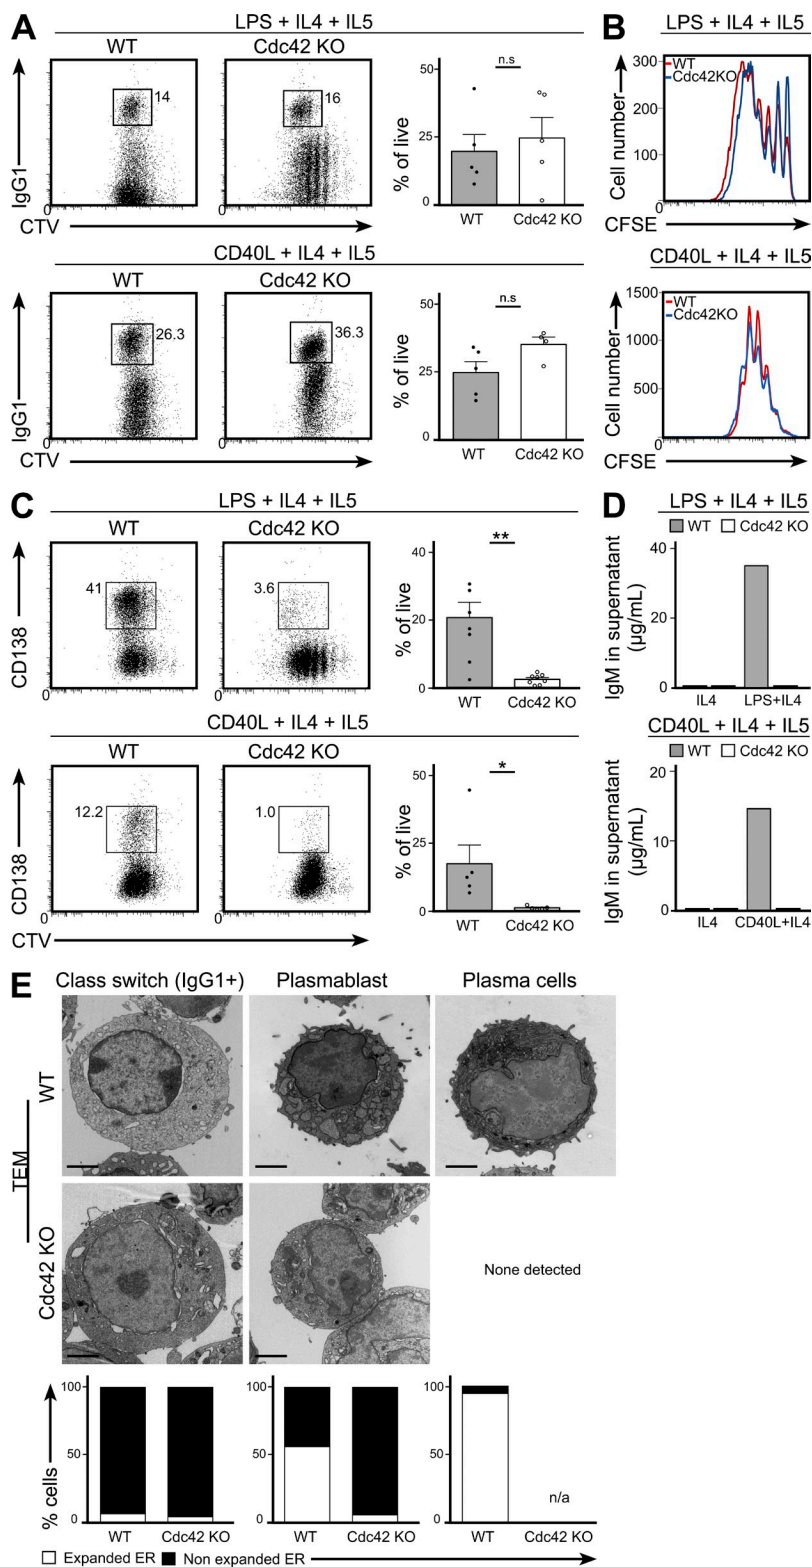 A
LPS + IL4 + IL5
WT
Cdc42 KO
14
16
IgG1
0
0
CTV
50
25
0
% of live
n.s
WT
Cdc42 KO
CD40L + IL4 + IL5
WT
Cdc42 KO
26.3
36.3
IgG1
0
0
CTV
50
25
0
% of live
n.s
WT
Cdc42 KO
B
LPS + IL4 + IL5
WT
Cdc42KO
300
200
100
0
Cell number
CFSE
CD40L + IL4 + IL5
WT
Cdc42KO
1500
1000
500
0
Cell number
CFSE
C
LPS + IL4 + IL5
WT
Cdc42 KO
41
3.6
CD138
0
0
40
20
0
% of live
**
WT
Cdc42 KO
CD40L + IL4 + IL5
WT
Cdc42 KO
12.2
1.0
CD138
0
0
CTV
50
25
0
% of live
*
WT
Cdc42 KO
D
LPS + IL4 + IL5
WT
Cdc42 KO
IgM in supernatant
(µg/mL)
40
20
0
IL4
LPS+IL4
CD40L + IL4 + IL5
WT
Cdc42 KO
IgM in supernatant
(µg/mL)
20
10
0
IL4
CD40L+IL4
E
Class switch (IgG1+)
Plasmablast
Plasma cells
TEM
WT
Cdc42 KO
None detected
% cells
100
50
0
WT
Cdc42 KO
100
50
0
WT
Cdc42 KO
100
50
0
n/a
WT
Cdc42 KO
Expanded ER
Non expanded ER